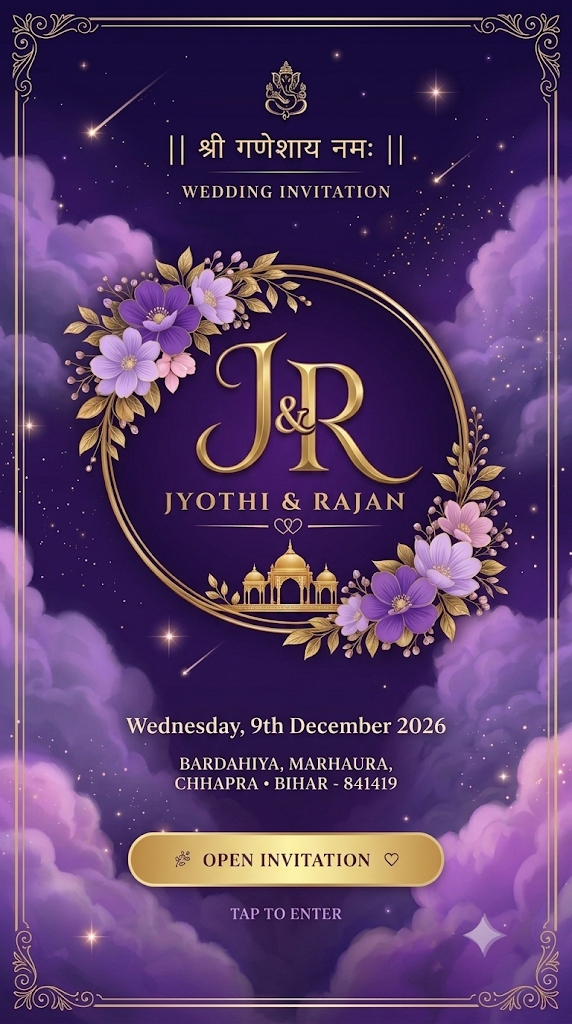 || श्री गणेशाय नमः ||
WEDDING INVITATION
J&R
JYOTHI & RAJAN
Wednesday, 9th December 2026
BARDAHIYA, MARHAURA,
CHHAPRA • BIHAR - 841419
OPEN INVITATION
TAP TO ENTER